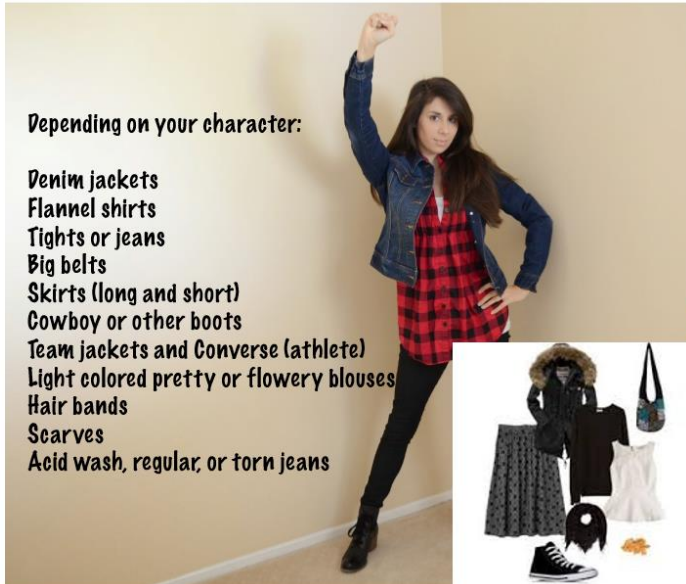 Depending on your character:
Denim jackets
Flannel shirts
Tights or jeans
Big belts
Skirts (long and short)
Cowboy or other boots
Team jackets and Converse (athlete)
Light colored pretty or flowery blouses
Hair bands
Scarves
Acid wash, regular, or torn jeans